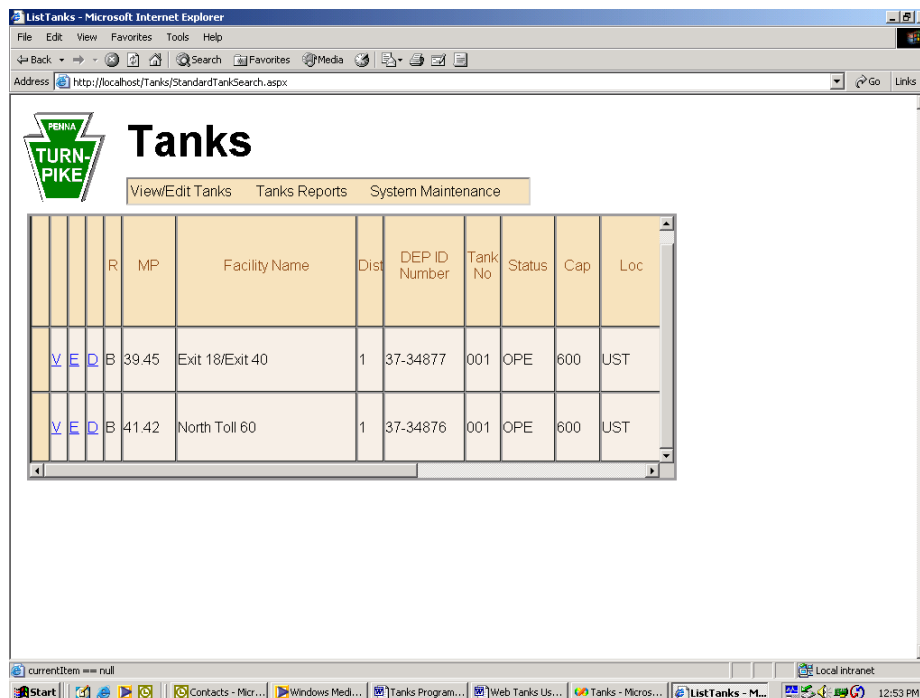 ListTanks - Microsoft Internet Explorer
File Edit View Favorites Tools Help
Back Search Favorites Media
Address http://localhost/Tanks/StandardTankSearch.aspx Go Links
PENNA
TURN-
PIKE
Tanks
View/Edit Tanks Tanks Reports System Maintenance
R MP Facility Name Dist DEP ID Number Tank No Status Cap Loc
V E D B 39.45 Exit 18/Exit 40 1 37-34877 001 OPE 600 UST
V E D B 41.42 North Toll 60 1 37-34876 001 OPE 600 UST
currentItem == null Local intranet
Start Contacts - Micr... Windows Medi... Tanks Program... Web Tanks Us... Tanks - Micros... ListTanks - M... 12:53 PM